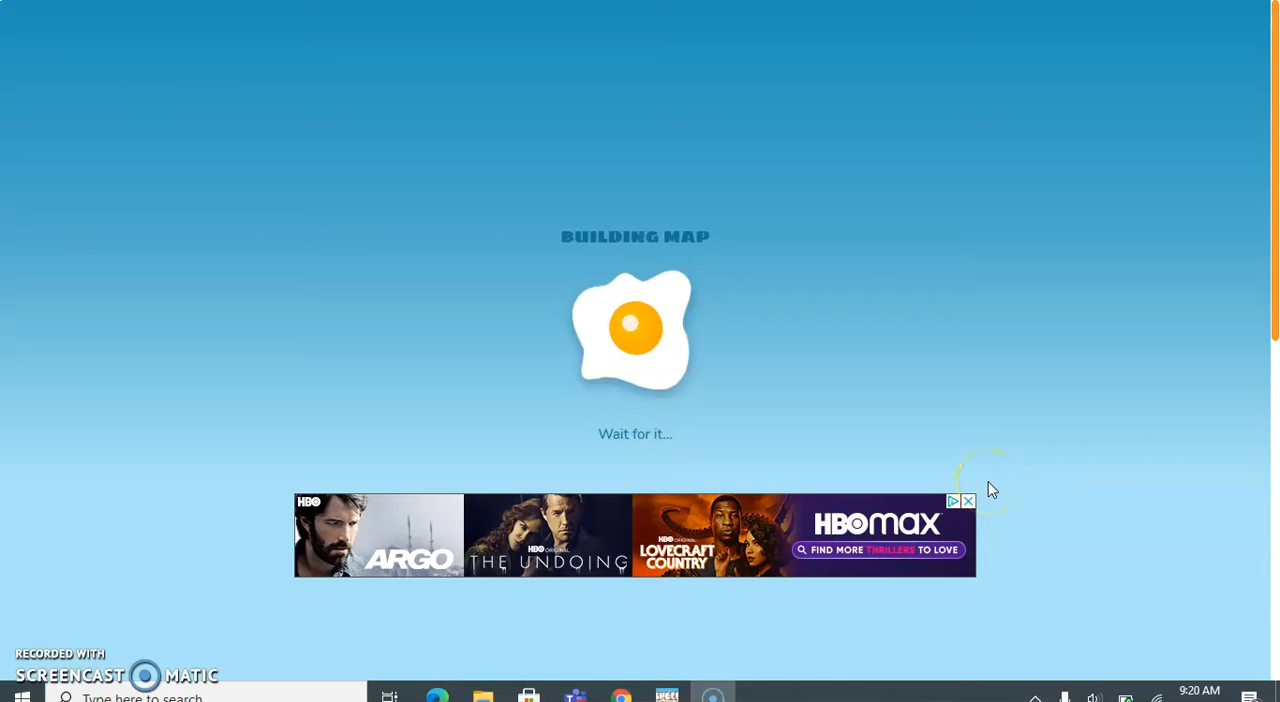 BUILDING MAP
Wait for it...
HBO
ARGO
HBO ORIGINAL
THE UNDOING
HBO ORIGINAL
LOVECRAFT
COUNTRY
HBOMAX
FIND MORE THRILLERS TO LOVE
RECORDED WITH
SCREENCAST MATIC
Type here to search
9:20 AM